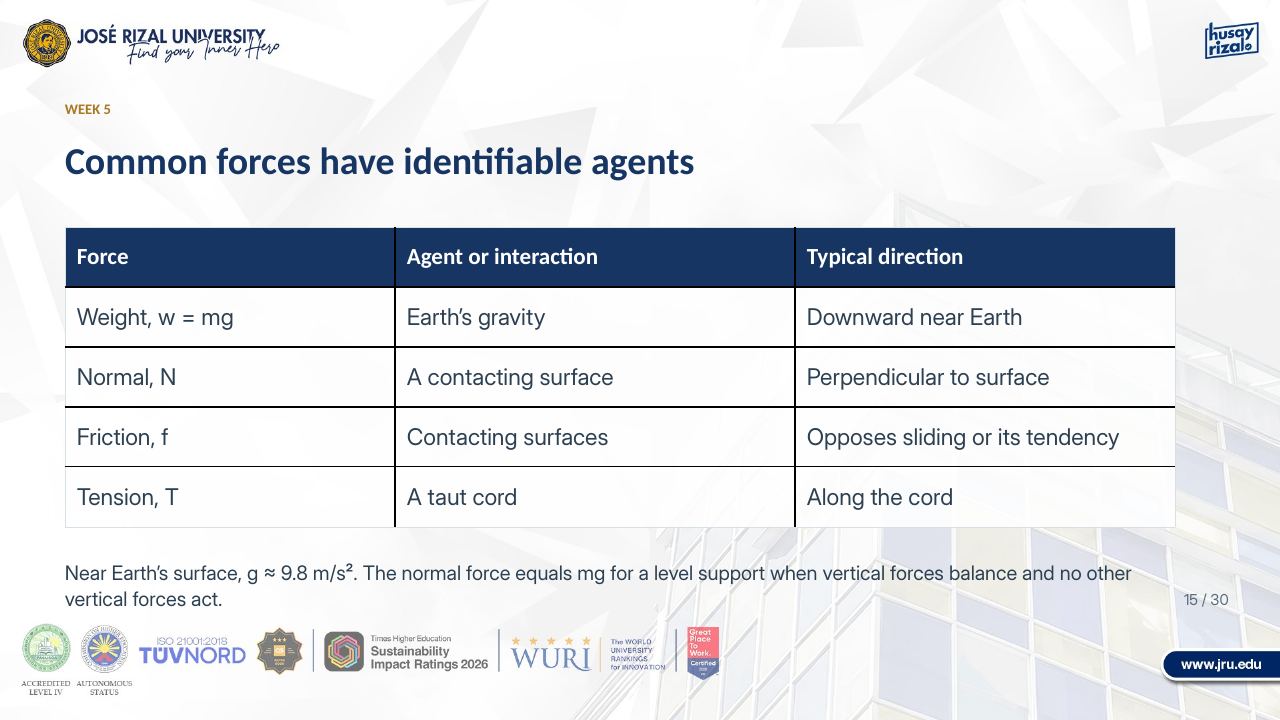 JOSÉ RIZAL UNIVERSITY
Find your Inner Hero
husay
rizal
WEEK 5
Common forces have identifiable agents
Force Agent or interaction Typical direction
Weight, w = mg Earth’s gravity Downward near Earth
Normal, N A contacting surface Perpendicular to surface
Friction, f Contacting surfaces Opposes sliding or its tendency
Tension, T A taut cord Along the cord
Near Earth’s surface, g ≈ 9.8 m/s². The normal force equals mg for a level support when vertical forces balance and no other
vertical forces act.
15 / 30
ACCREDITED
LEVEL IV
AUTONOMOUS
STATUS
ISO 21001:2018
TÜVNORD
Times Higher Education
Sustainability
Impact Ratings 2026
WURI
The WORLD
UNIVERSITY
RANKINGS
for INNOVATION
Great
Place
To
Work.
Certified
www.jru.edu